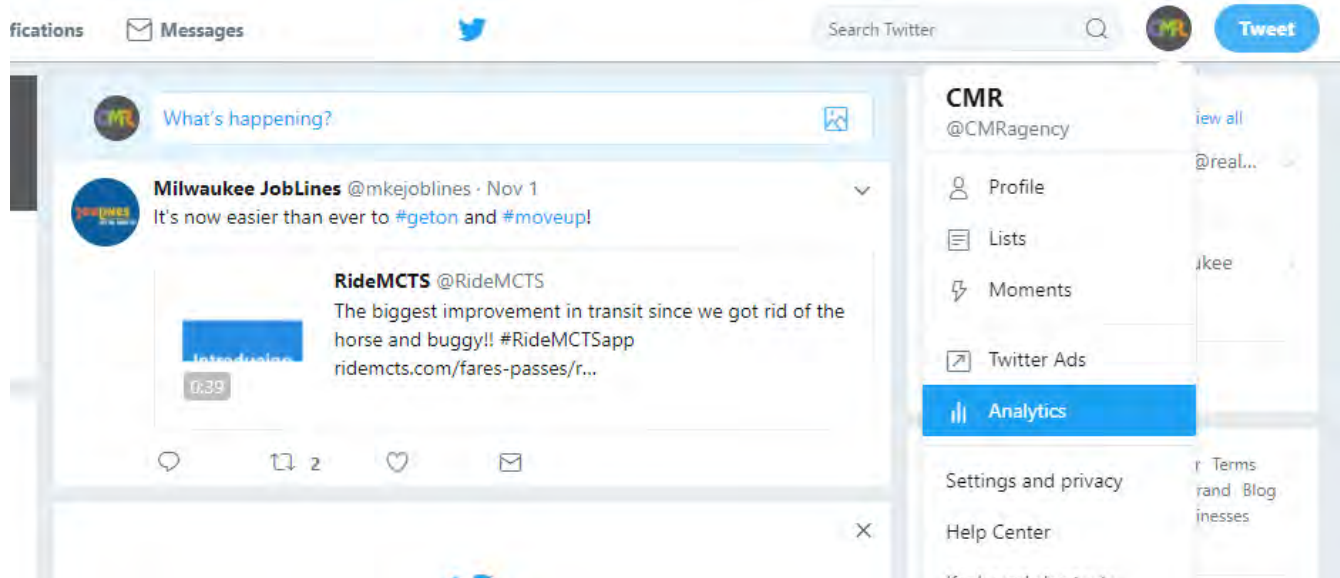 fications Messages Search Twitter Tweet
What's happening?
Milwaukee JobLines @mkejoblines · Nov 1
It's now easier than ever to #geton and #moveup!
RideMCTS @RideMCTS
The biggest improvement in transit since we got rid of the
horse and buggy!! #RideMCTSapp
ridemcts.com/fares-passes/r...
0:39
2
CMR
@CMRagency
Profile
Lists
Moments
Twitter Ads
Analytics
Settings and privacy
Help Center
iew all
@real...
ukee
r Terms
rand Blog
inesses